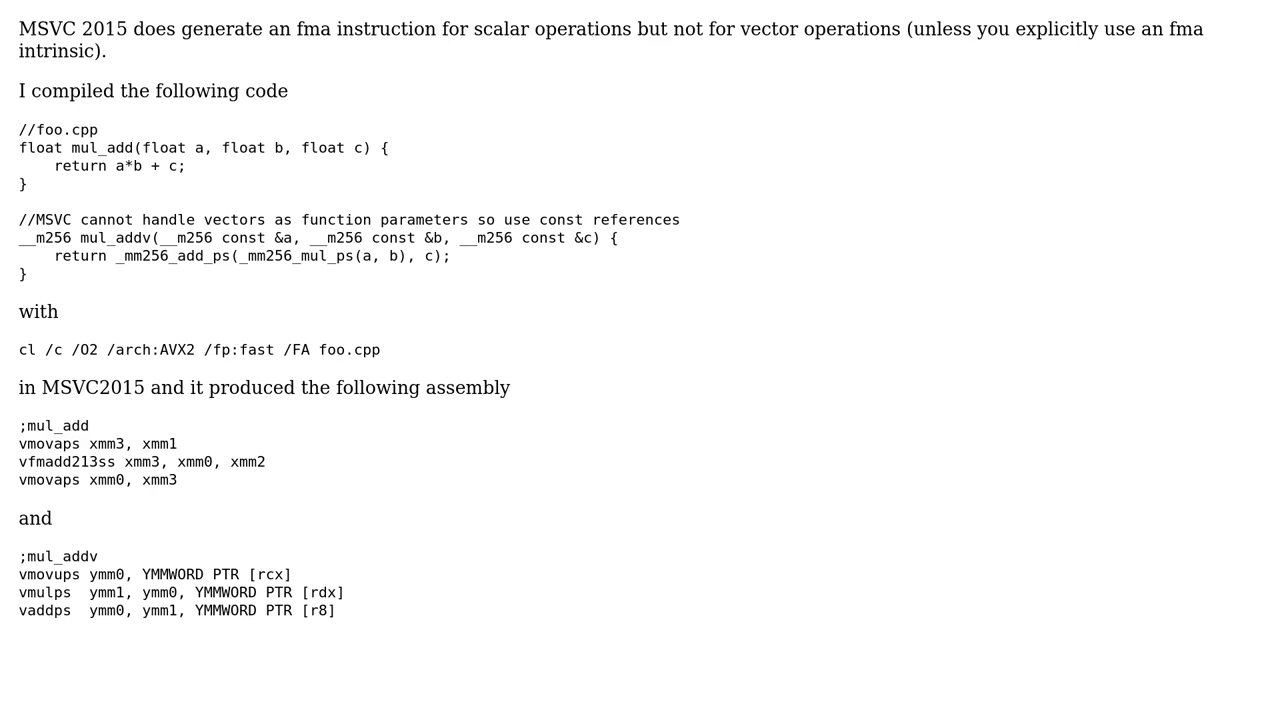 MSVC 2015 does generate an fma instruction for scalar operations but not for vector operations (unless you explicitly use an fma
intrinsic).
I compiled the following code
//foo.cpp
float mul_add(float a, float b, float c) {
    return a*b + c;
}
//MSVC cannot handle vectors as function parameters so use const references
__m256 mul_addv(__m256 const &a, __m256 const &b, __m256 const &c) {
    return _mm256_add_ps(_mm256_mul_ps(a, b), c);
}
with
cl /c /O2 /arch:AVX2 /fp:fast /FA foo.cpp
in MSVC2015 and it produced the following assembly
;mul_add
vmovaps xmm3, xmm1
vfmadd213ss xmm3, xmm0, xmm2
vmovaps xmm0, xmm3
and
;mul_addv
vmovups ymm0, YMMWORD PTR [rcx]
vmulps  ymm1, ymm0, YMMWORD PTR [rdx]
vaddps  ymm0, ymm1, YMMWORD PTR [r8]